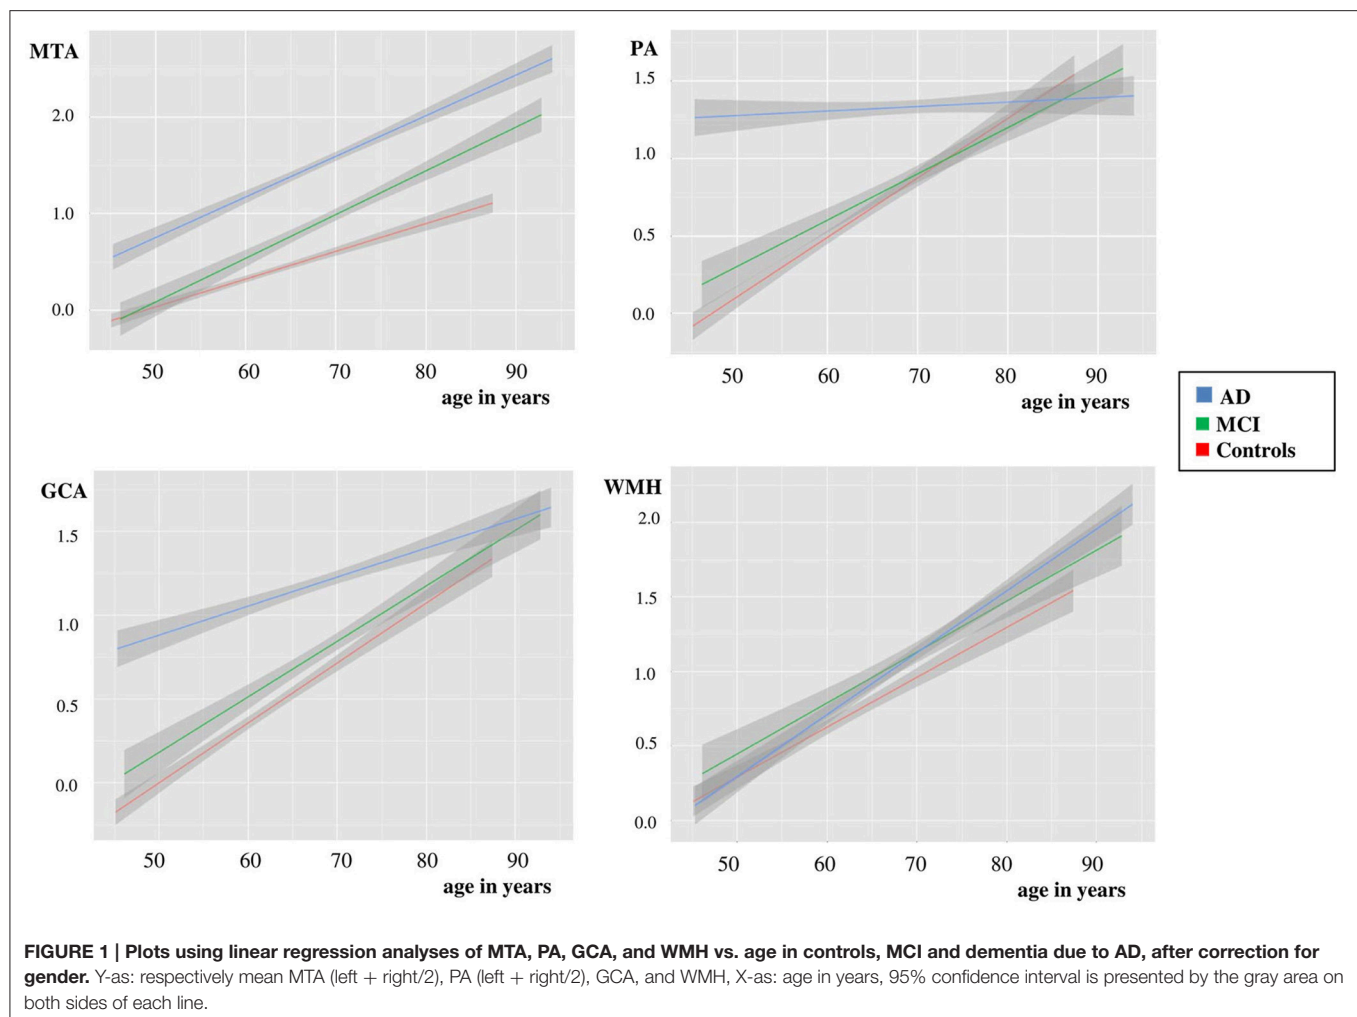 MTA
2.0
1.0
0.0
50 60 70 80 90
age in years
PA
1.5
1.0
0.5
0.0
50 60 70 80 90
age in years
AD
MCI
Controls
GCA
1.5
1.0
0.5
0.0
50 60 70 80 90
age in years
WMH
2.0
1.5
1.0
0.5
0.0
50 60 70 80 90
age in years
FIGURE 1 | Plots using linear regression analyses of MTA, PA, GCA, and WMH vs. age in controls, MCI and dementia due to AD, after correction for
gender. Y-as: respectively mean MTA (left + right/2), PA (left + right/2), GCA, and WMH, X-as: age in years, 95% confidence interval is presented by the gray area on
both sides of each line.